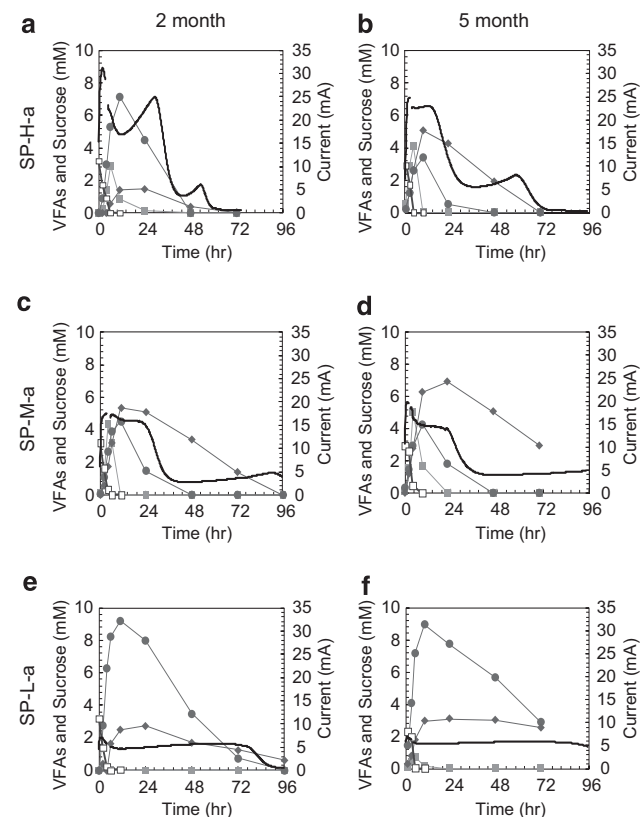 2 month
5 month
a
b
SP-H-a
VFAs and Sucrose (mM)
10
8
6
4
2
0
35
30
25
20
15
10
5
0
Current (mA)
0 24 48 72 96
Time (hr)
VFAs and Sucrose (mM)
10
8
6
4
2
0
35
30
25
20
15
10
5
0
Current (mA)
0 24 48 72 96
Time (hr)
c
d
SP-M-a
VFAs and Sucrose (mM)
10
8
6
4
2
0
35
30
25
20
15
10
5
0
Current (mA)
0 24 48 72 96
Time (hr)
VFAs and Sucrose (mM)
10
8
6
4
2
0
35
30
25
20
15
10
5
0
Current (mA)
0 24 48 72 96
Time (hr)
e
f
SP-L-a
VFAs and Sucrose (mM)
10
8
6
4
2
0
35
30
25
20
15
10
5
0
Current (mA)
0 24 48 72 96
Time (hr)
VFAs and Sucrose (mM)
10
8
6
4
2
0
35
30
25
20
15
10
5
0
Current (mA)
0 24 48 72 96
Time (hr)